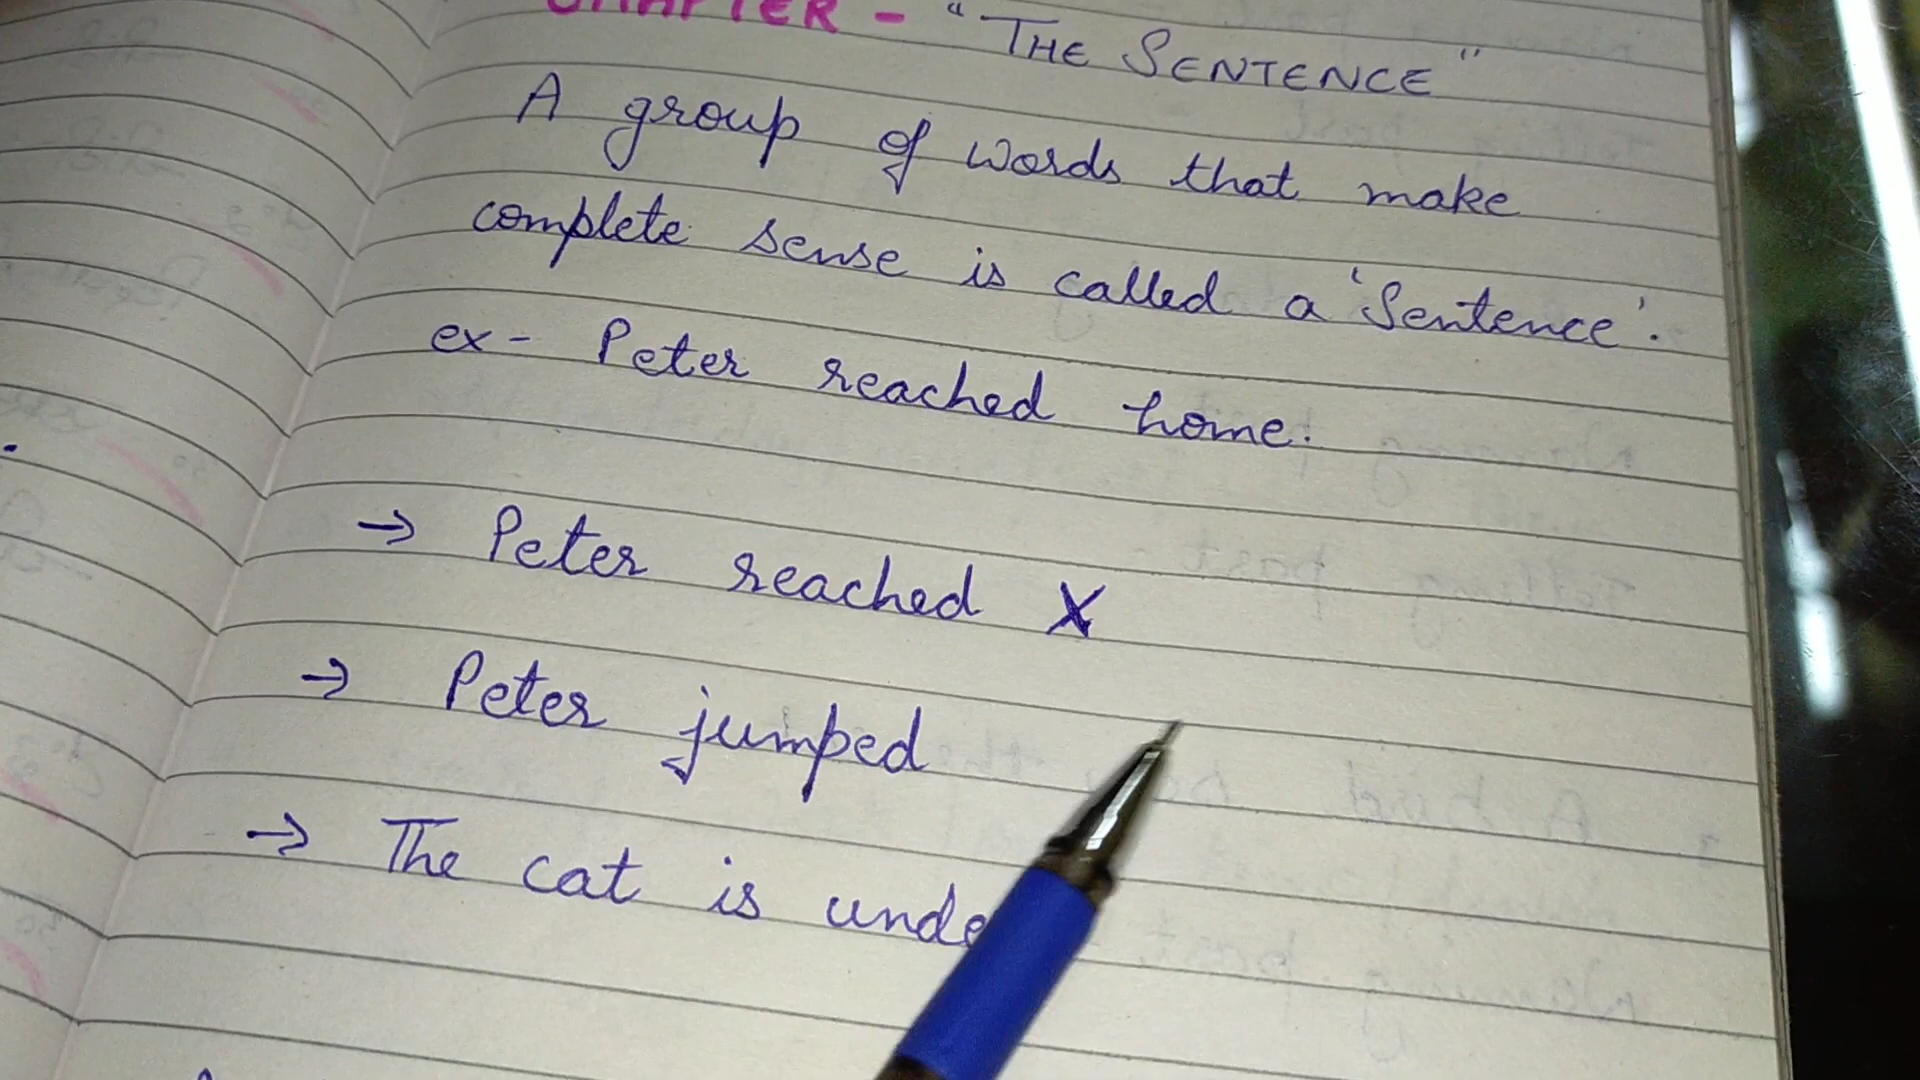 CHAPTER - "THE SENTENCE"
A group of words that make
complete sense is called a 'Sentence'.
ex- Peter reached home.
→ Peter reached X
→ Peter jumped
→ The cat is unde